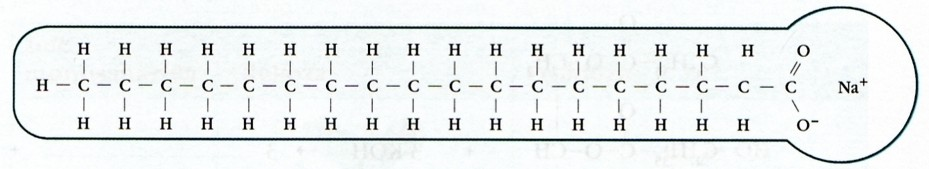 H H H H H H H H H H H H H H H H H O
H — C — C — C — C — C — C — C — C — C — C — C — C — C — C — C — C — C — C Na⁺
H H H H H H H H H H H H H H H H H O⁻